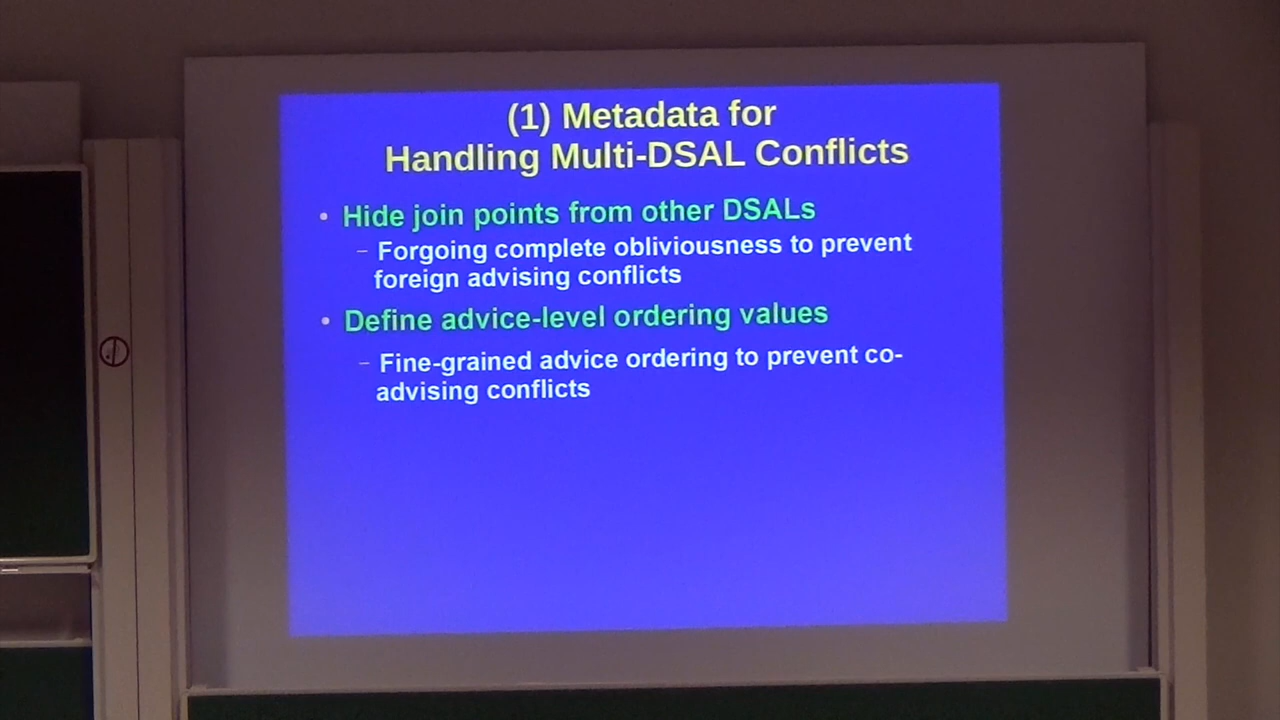 (1) Metadata for
Handling Multi-DSAL Conflicts
• Hide join points from other DSALs
– Forgoing complete obliviousness to prevent
foreign advising conflicts
• Define advice-level ordering values
– Fine-grained advice ordering to prevent co-
advising conflicts